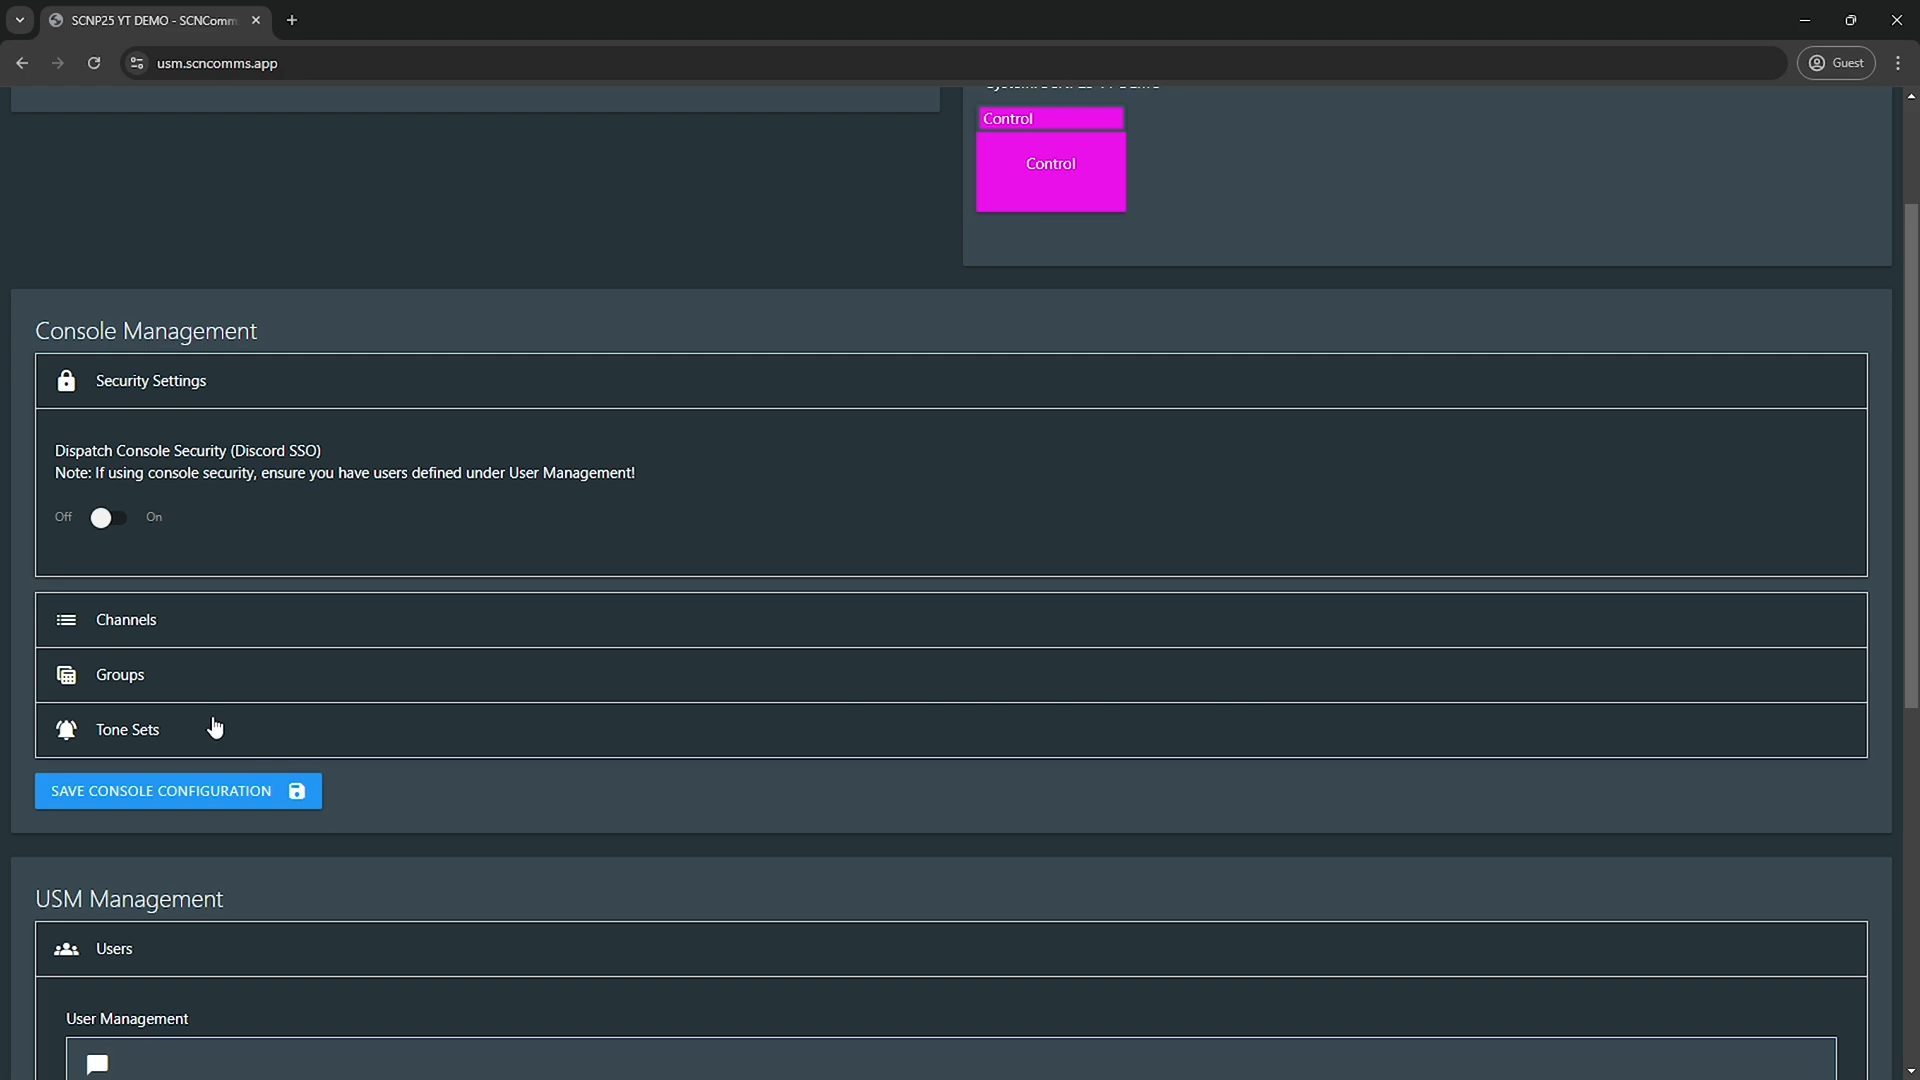 SCNP25 YT DEMO - SCNComm
usm.scncomms.app
Guest
Control
Control
Console Management
Security Settings
Dispatch Console Security (Discord SSO)
Note: If using console security, ensure you have users defined under User Management!
Off On
Channels
Groups
Tone Sets
SAVE CONSOLE CONFIGURATION
USM Management
Users
User Management